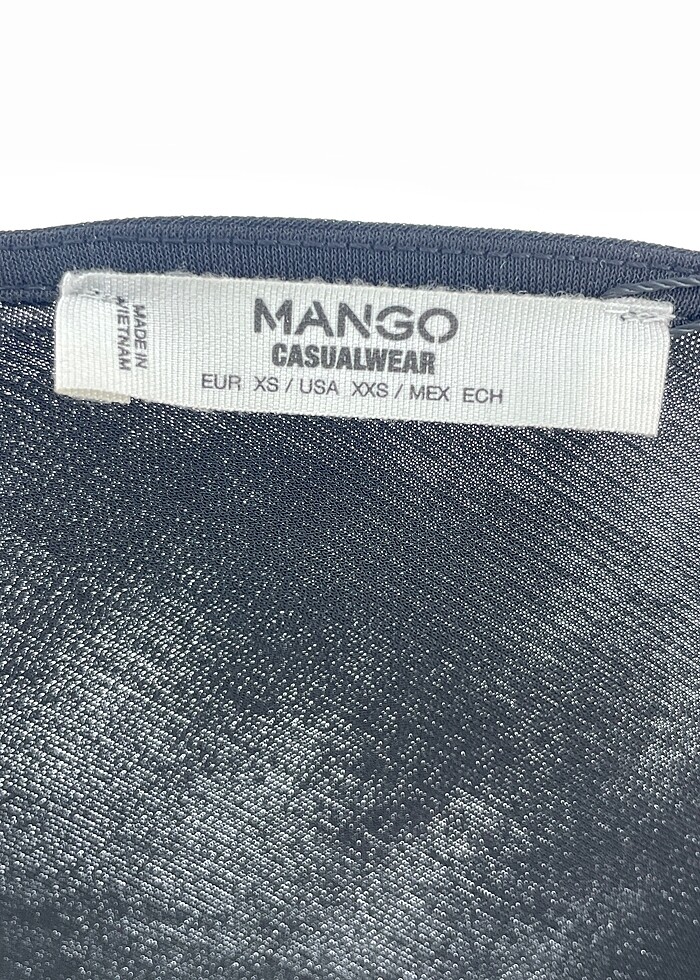 MANGO
CASUALWEAR
EUR XS / USA XXS / MEX ECH
MADE IN
VIETNAM